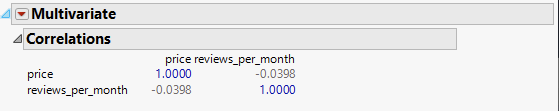 Multivariate
Correlations
price reviews_per_month
price 1.0000 -0.0398
reviews_per_month -0.0398 1.0000